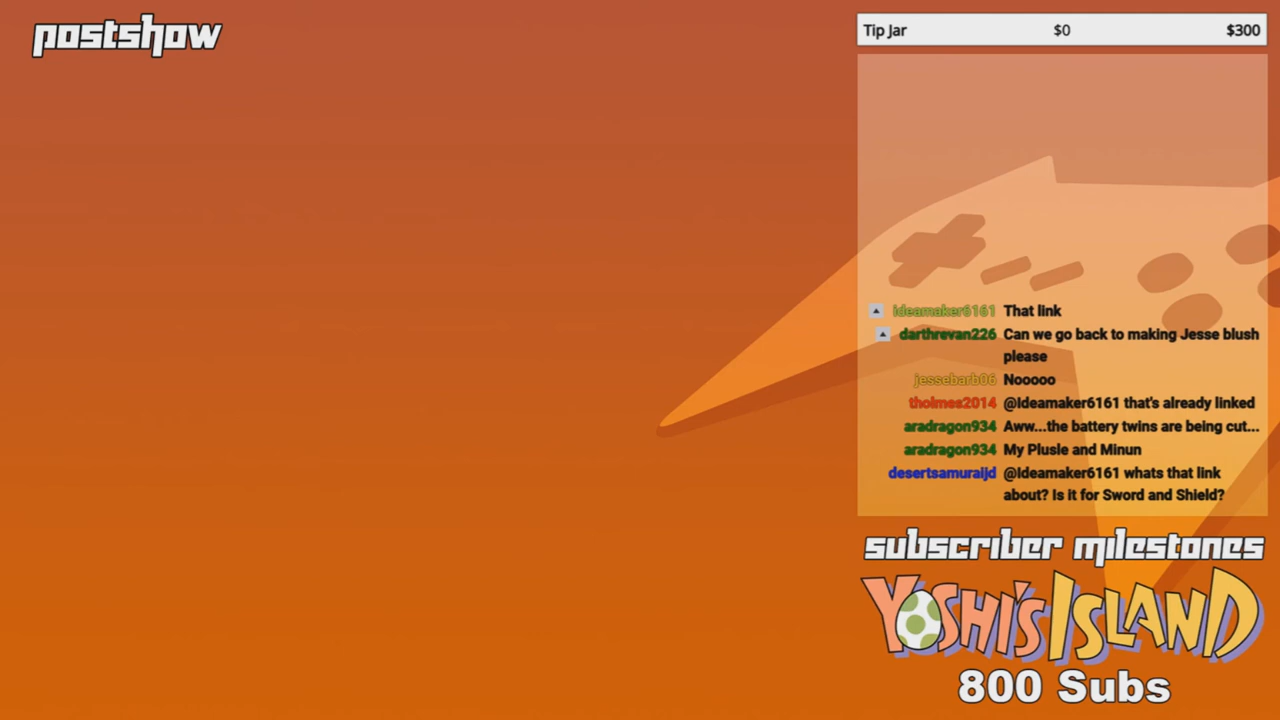 postshow
Tip Jar $0 $300
ideamaker6161 That link
darthrevan226 Can we go back to making Jesse blush
please
jessebarb06 Nooooo
tholmes2014 @Ideamaker6161 that's already linked
aradragon934 Aww...the battery twins are being cut...
aradragon934 My Plusle and Minun
desertsamuraijd @Ideamaker6161 whats that link
about? Is it for Sword and Shield?
subscriber milestones
YOSHI'S ISLAND
800 Subs